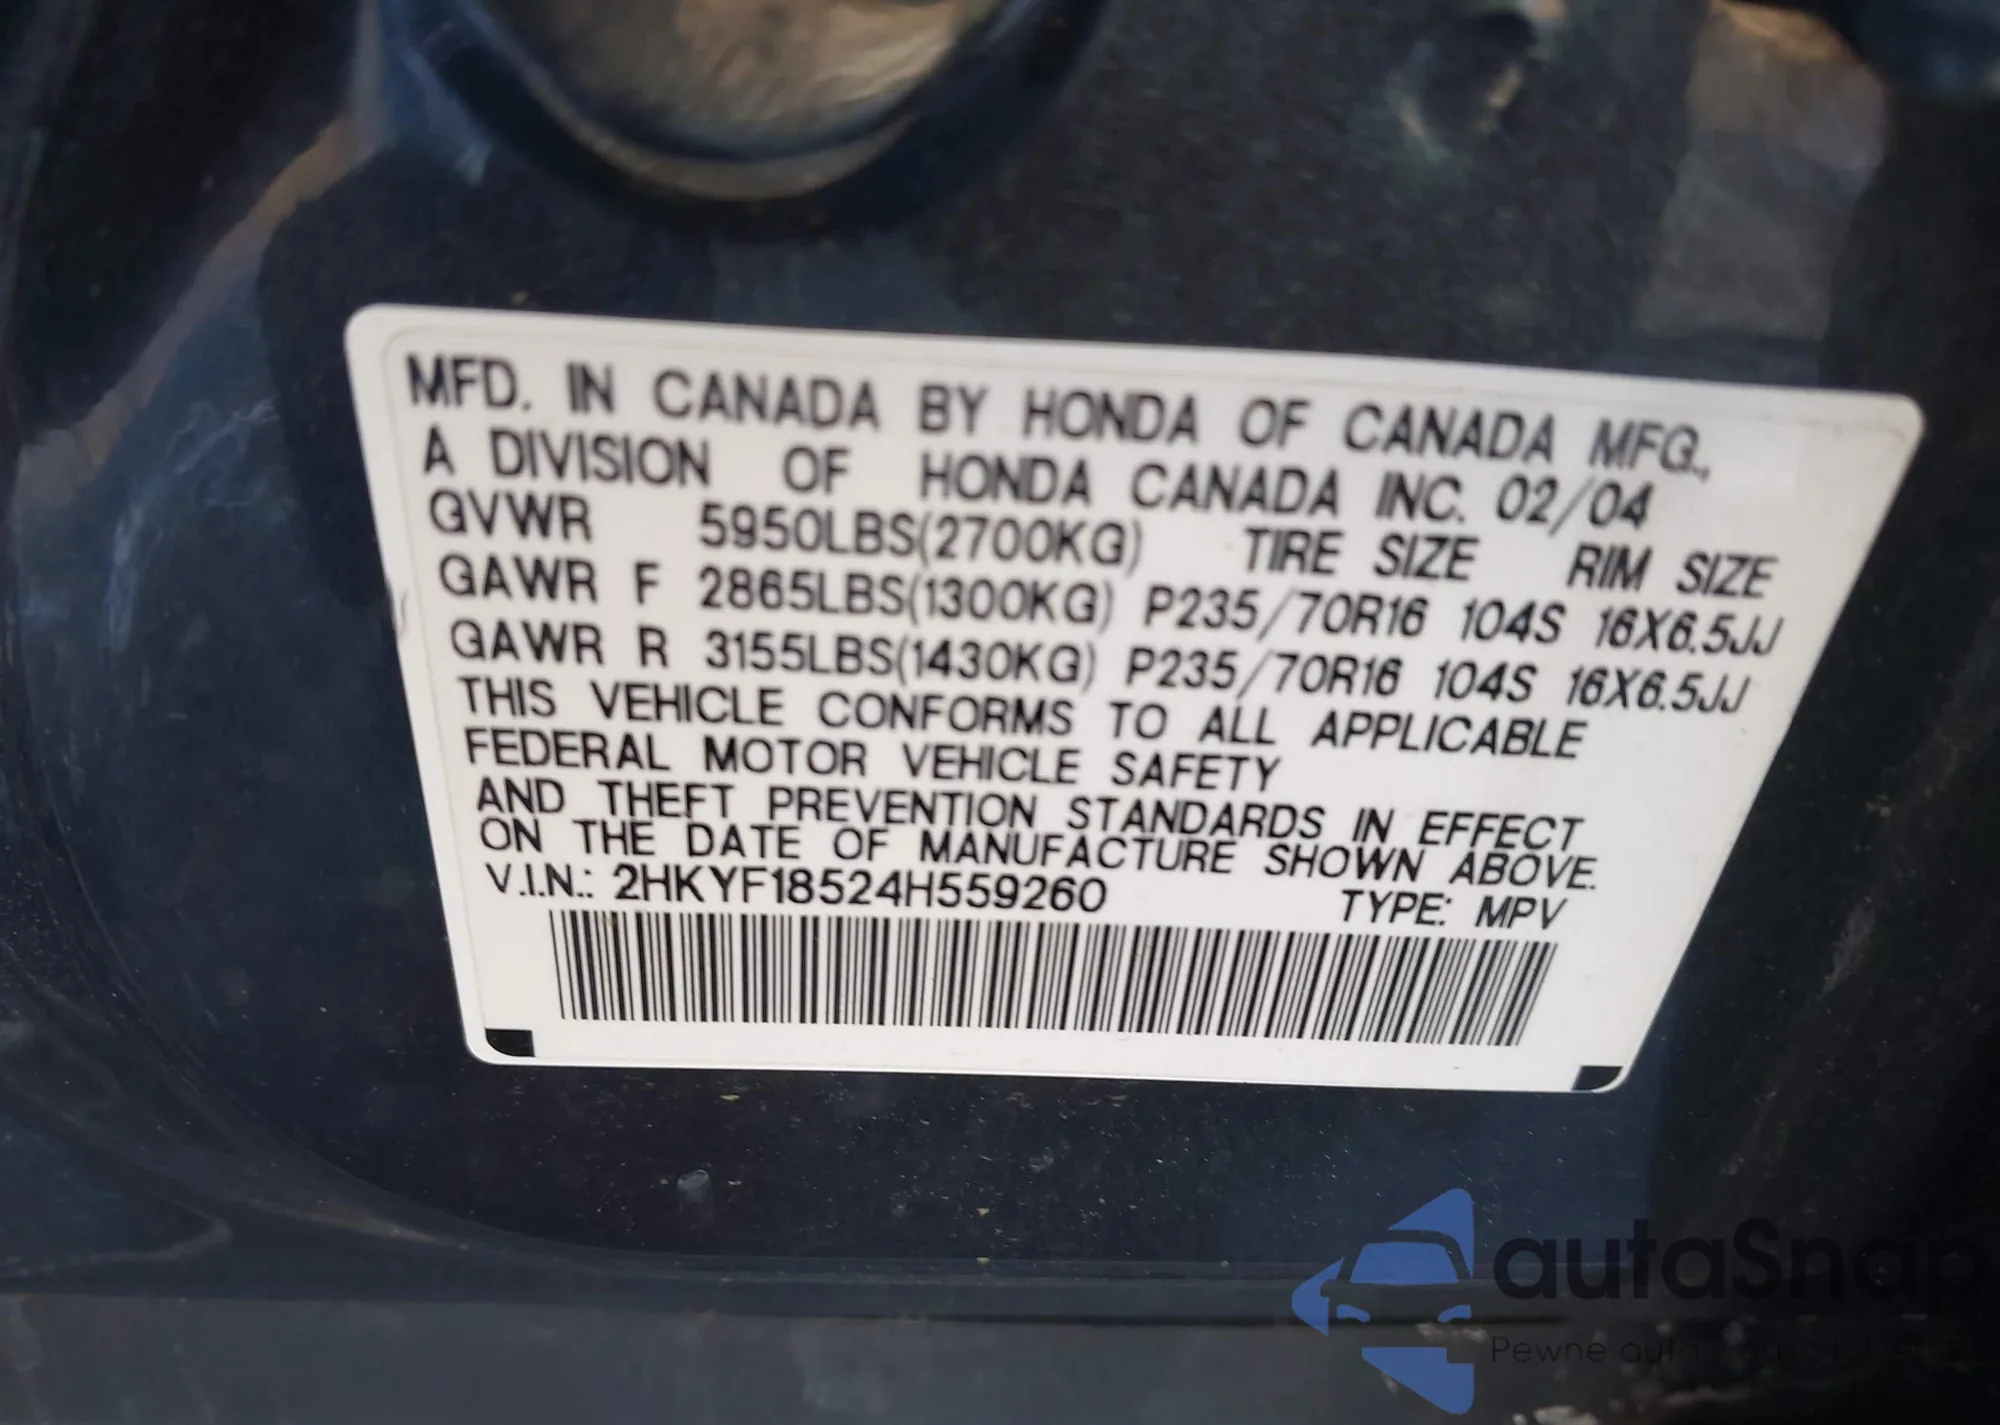 MFD. IN CANADA BY HONDA OF CANADA MFG.,
A DIVISION OF HONDA CANADA INC. 02/04
GVWR 5950LBS(2700KG) TIRE SIZE RIM SIZE
GAWR F 2865LBS(1300KG) P235/70R16 104S 16X6.5JJ
GAWR R 3155LBS(1430KG) P235/70R16 104S 16X6.5JJ
THIS VEHICLE CONFORMS TO ALL APPLICABLE
FEDERAL MOTOR VEHICLE SAFETY
AND THEFT PREVENTION STANDARDS IN EFFECT
ON THE DATE OF MANUFACTURE SHOWN ABOVE.
V.I.N.: 2HKYF18524H559260 TYPE: MPV
autaSnap
Pewne auta